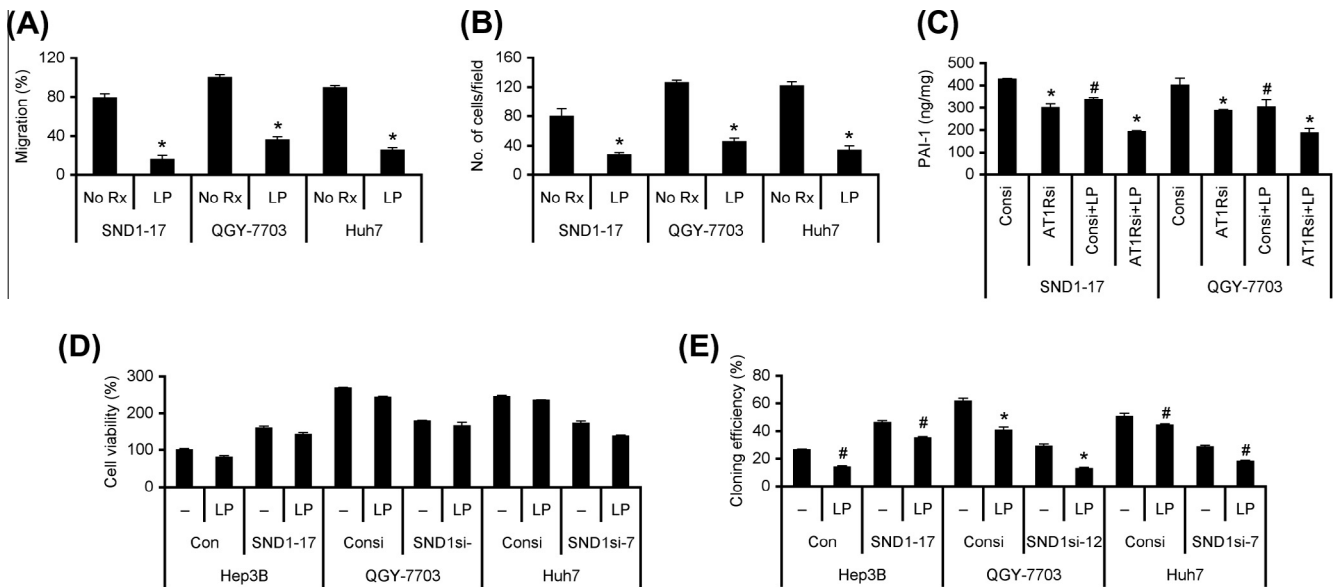 (A)
Migration (%)
120
80
40
0
*
*
*
No Rx LP No Rx LP No Rx LP
SND1-17 QGY-7703 Huh7
(B)
No. of cells/field
160
120
80
40
0
*
*
*
No Rx LP No Rx LP No Rx LP
SND1-17 QGY-7703 Huh7
(C)
PAI-1 (ng/mg)
500
400
300
200
100
0
* # * * # *
Consi AT1Rsi Consi+LP AT1Rsi+LP Consi AT1Rsi Consi+LP AT1Rsi+LP
SND1-17 QGY-7703
(D)
Cell viability (%)
300
200
100
0
– LP – LP – LP – LP – LP – LP
Con SND1-17 Consi SND1si- Consi SND1si-7
Hep3B QGY-7703 Huh7
(E)
Cloning efficiency (%)
80
60
40
20
0
# # * * # #
– LP – LP – LP – LP – LP – LP
Con SND1-17 Consi SND1si-12 Consi SND1si-7
Hep3B QGY-7703 Huh7